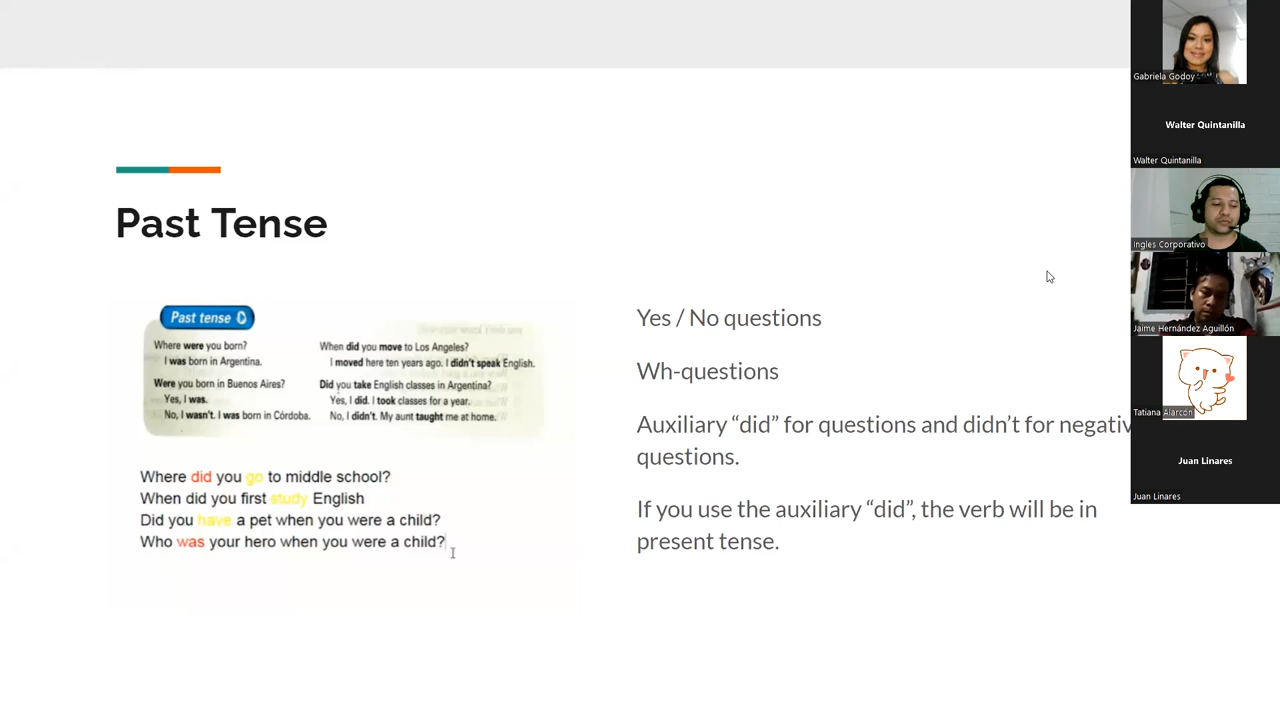 Past Tense
Past tense
Where were you born?
I was born in Argentina.
Were you born in Buenos Aires?
Yes, I was.
No, I wasn't. I was born in Córdoba.
When did you move to Los Angeles?
I moved here ten years ago. I didn't speak English.
Did you take English classes in Argentina?
Yes, I did. I took classes for a year.
No, I didn't. My aunt taught me at home.
Where did you go to middle school?
When did you first study English
Did you have a pet when you were a child?
Who was your hero when you were a child?
Yes / No questions
Wh-questions
Auxiliary “did” for questions and didn’t for negativ
questions.
If you use the auxiliary “did”, the verb will be in
present tense.
Gabriela Godoy
Walter Quintanilla
Walter Quintanilla
Ingles Corporativo
Jaime Hernández Aguillón
Tatiana Alarcón
Juan Linares
Juan Linares